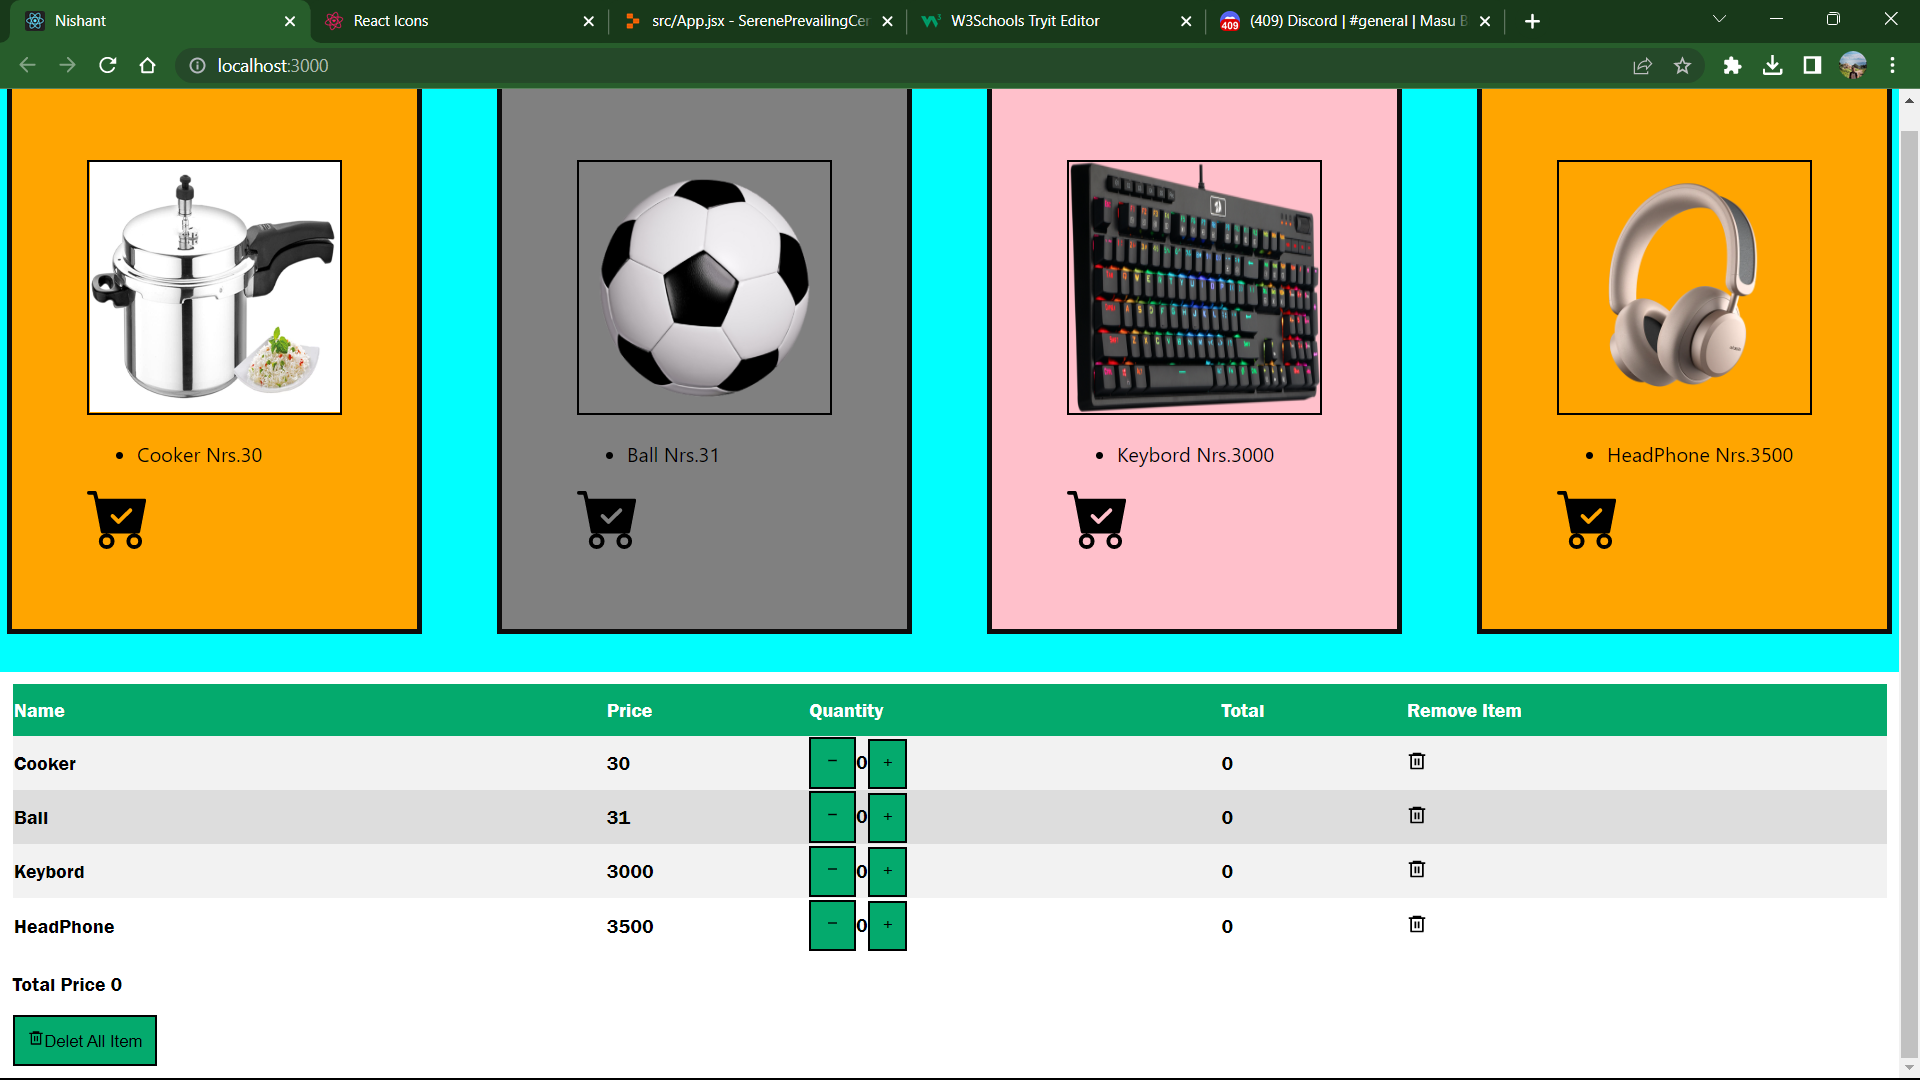 Nishant
React Icons
src/App.jsx - SerenePrevailingCer
W3Schools Tryit Editor
409
(409) Discord | #general | Masu B
localhost:3000
Cooker Nrs.30
Ball Nrs.31
Keybord Nrs.3000
HeadPhone Nrs.3500
Name Price Quantity Total Remove Item
Cooker 30 - 0 + 0
Ball 31 - 0 + 0
Keybord 3000 - 0 + 0
HeadPhone 3500 - 0 + 0
Total Price 0
Delet All Item